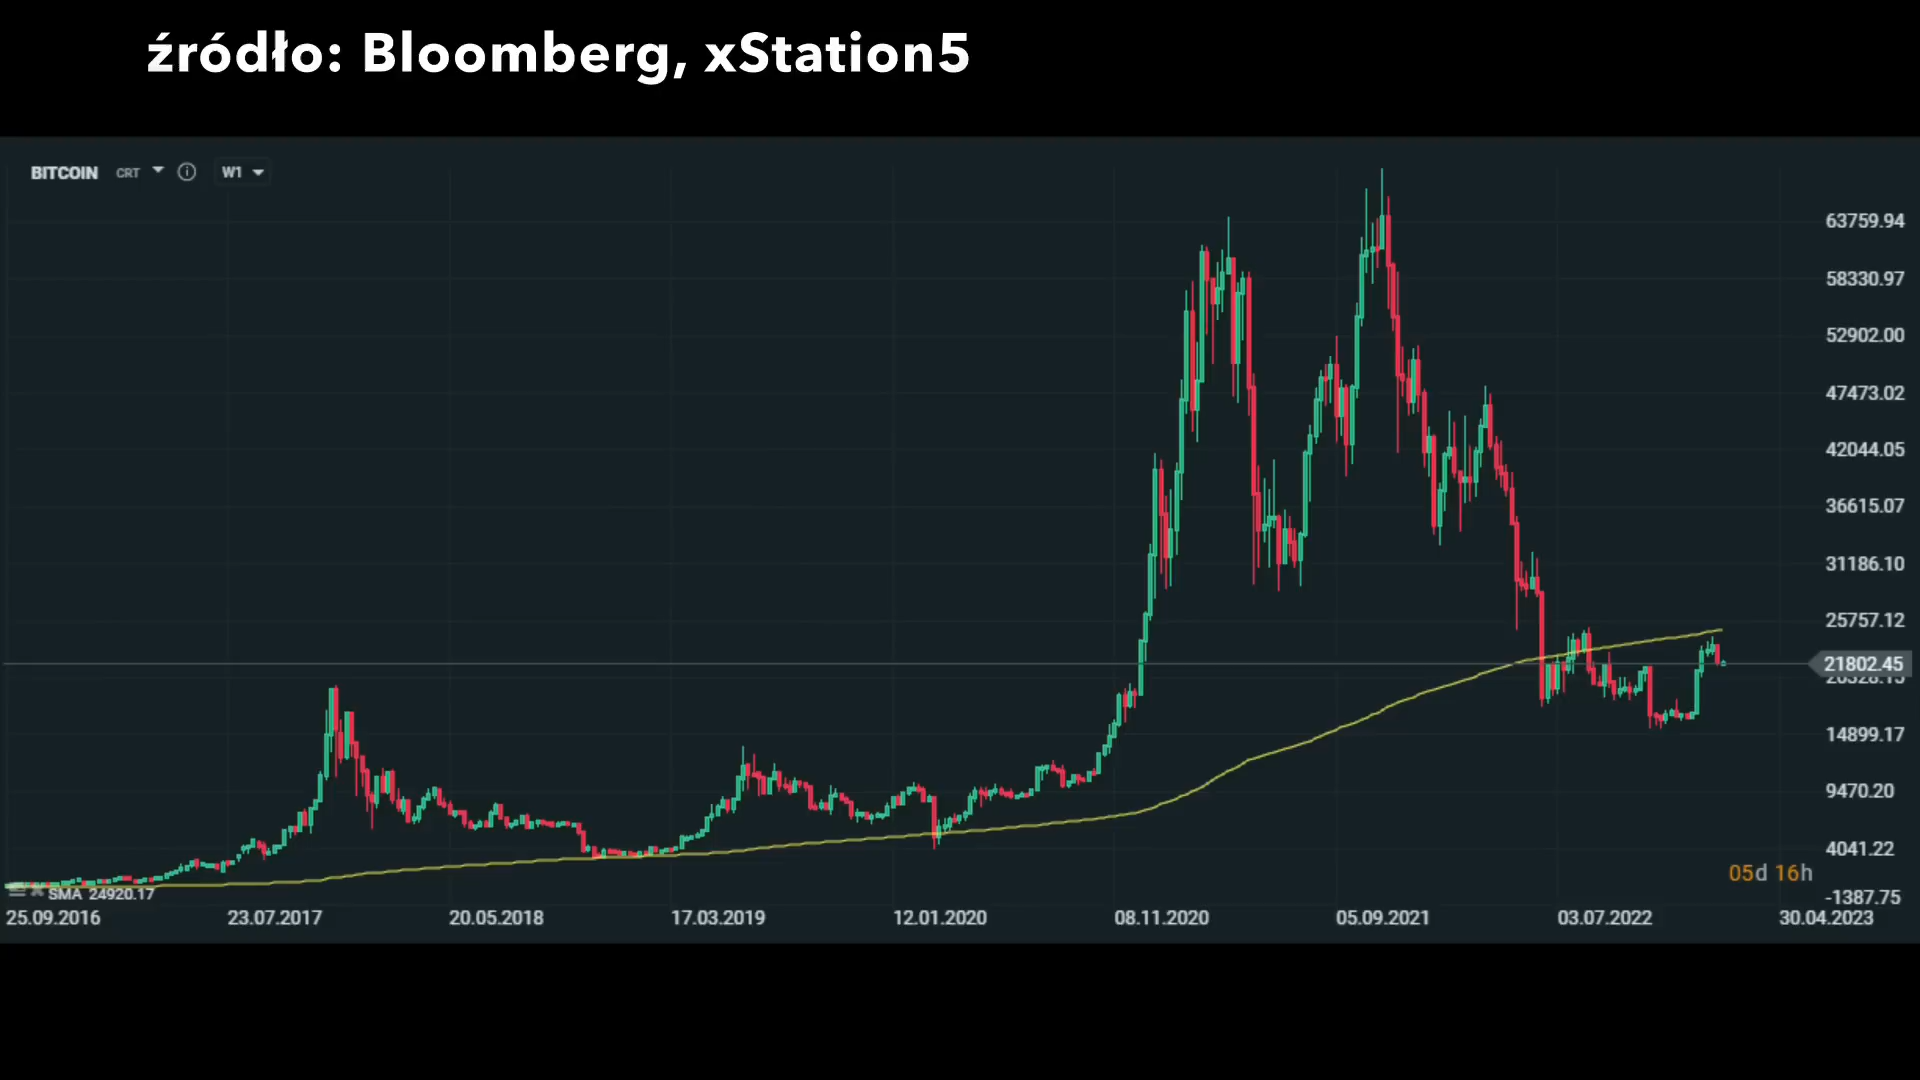 źródło: Bloomberg, xStation5
BITCOIN CRT W1
63759.94
58330.97
52902.00
47473.02
42044.05
36615.07
31186.10
25757.12
21802.45
14899.17
9470.20
4041.22
05d 16h
-1387.75
SMA 24920.17
25.09.2016 23.07.2017 20.05.2018 17.03.2019 12.01.2020 08.11.2020 05.09.2021 03.07.2022 30.04.2023